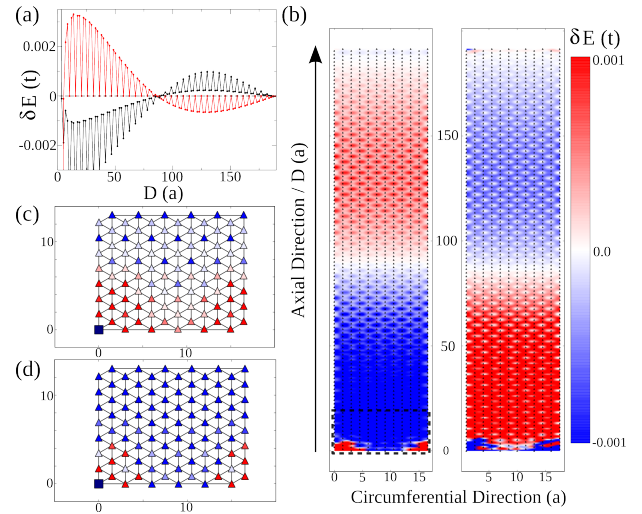 (a)
0.002
0
-0.002
δE (t)
0 50 100 150
D (a)
(b)
Axial Direction / D (a)
150
100
50
0
0 5 10 15
5 10 15
Circumferential Direction (a)
δE (t)
0.001
0.0
-0.001
(c)
10
0
0 10
(d)
10
0
0 10